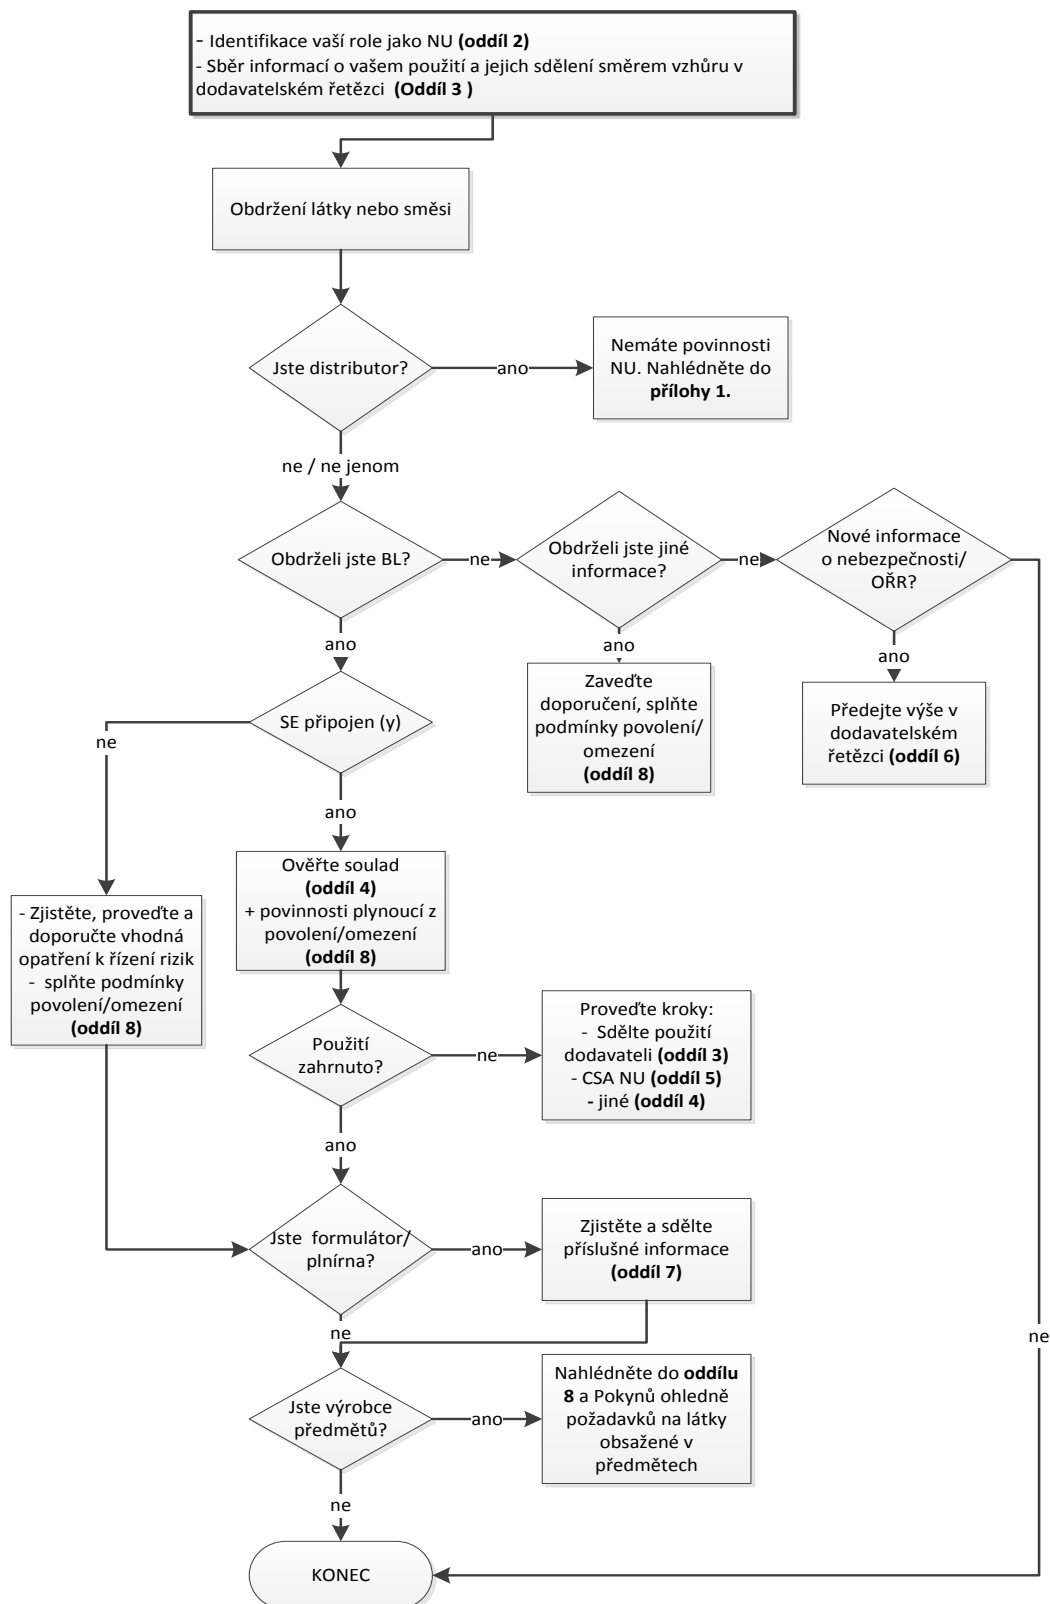 - Identifikace vaší role jako NU (oddíl 2)
- Sběr informací o vašem použití a jejich sdělení směrem vzhůru v
dodavatelském řetězci (Oddíl 3 )
Obdržení látky nebo směsi
Jste distributor?
ano
Nemáte povinnosti
NU. Nahlédněte do
přílohy 1.
ne / ne jenom
Obdrželi jste BL?
ne
Obdrželi jste jiné
informace?
ne
Nové informace
o nebezpečnosti/
OŘR?
ano
ano
ano
Zaveďte
doporučení, splňte
podmínky povolení/
omezení
(oddíl 8)
Předejte výše v
dodavatelském
řetězci (oddíl 6)
SE připojen (y)
ne
ano
Ověřte soulad
(oddíl 4)
+ povinnosti plynoucí z
povolení/omezení
(oddíl 8)
- Zjistěte, proveďte a
doporučte vhodná
opatření k řízení rizik
- splňte podmínky
povolení/omezení
(oddíl 8)
Použití
zahrnuto?
ne
Proveďte kroky:
- Sdělte použití
dodavateli (oddíl 3)
- CSA NU (oddíl 5)
- jiné (oddíl 4)
ano
Jste formulátor/
plnírna?
ano
Zjistěte a sdělte
příslušné informace
(oddíl 7)
ne
ne
Jste výrobce
předmětů?
ano
Nahlédněte do oddílu
8 a Pokynů ohledně
požadavků na látky
obsažené v
předmětech
ne
KONEC